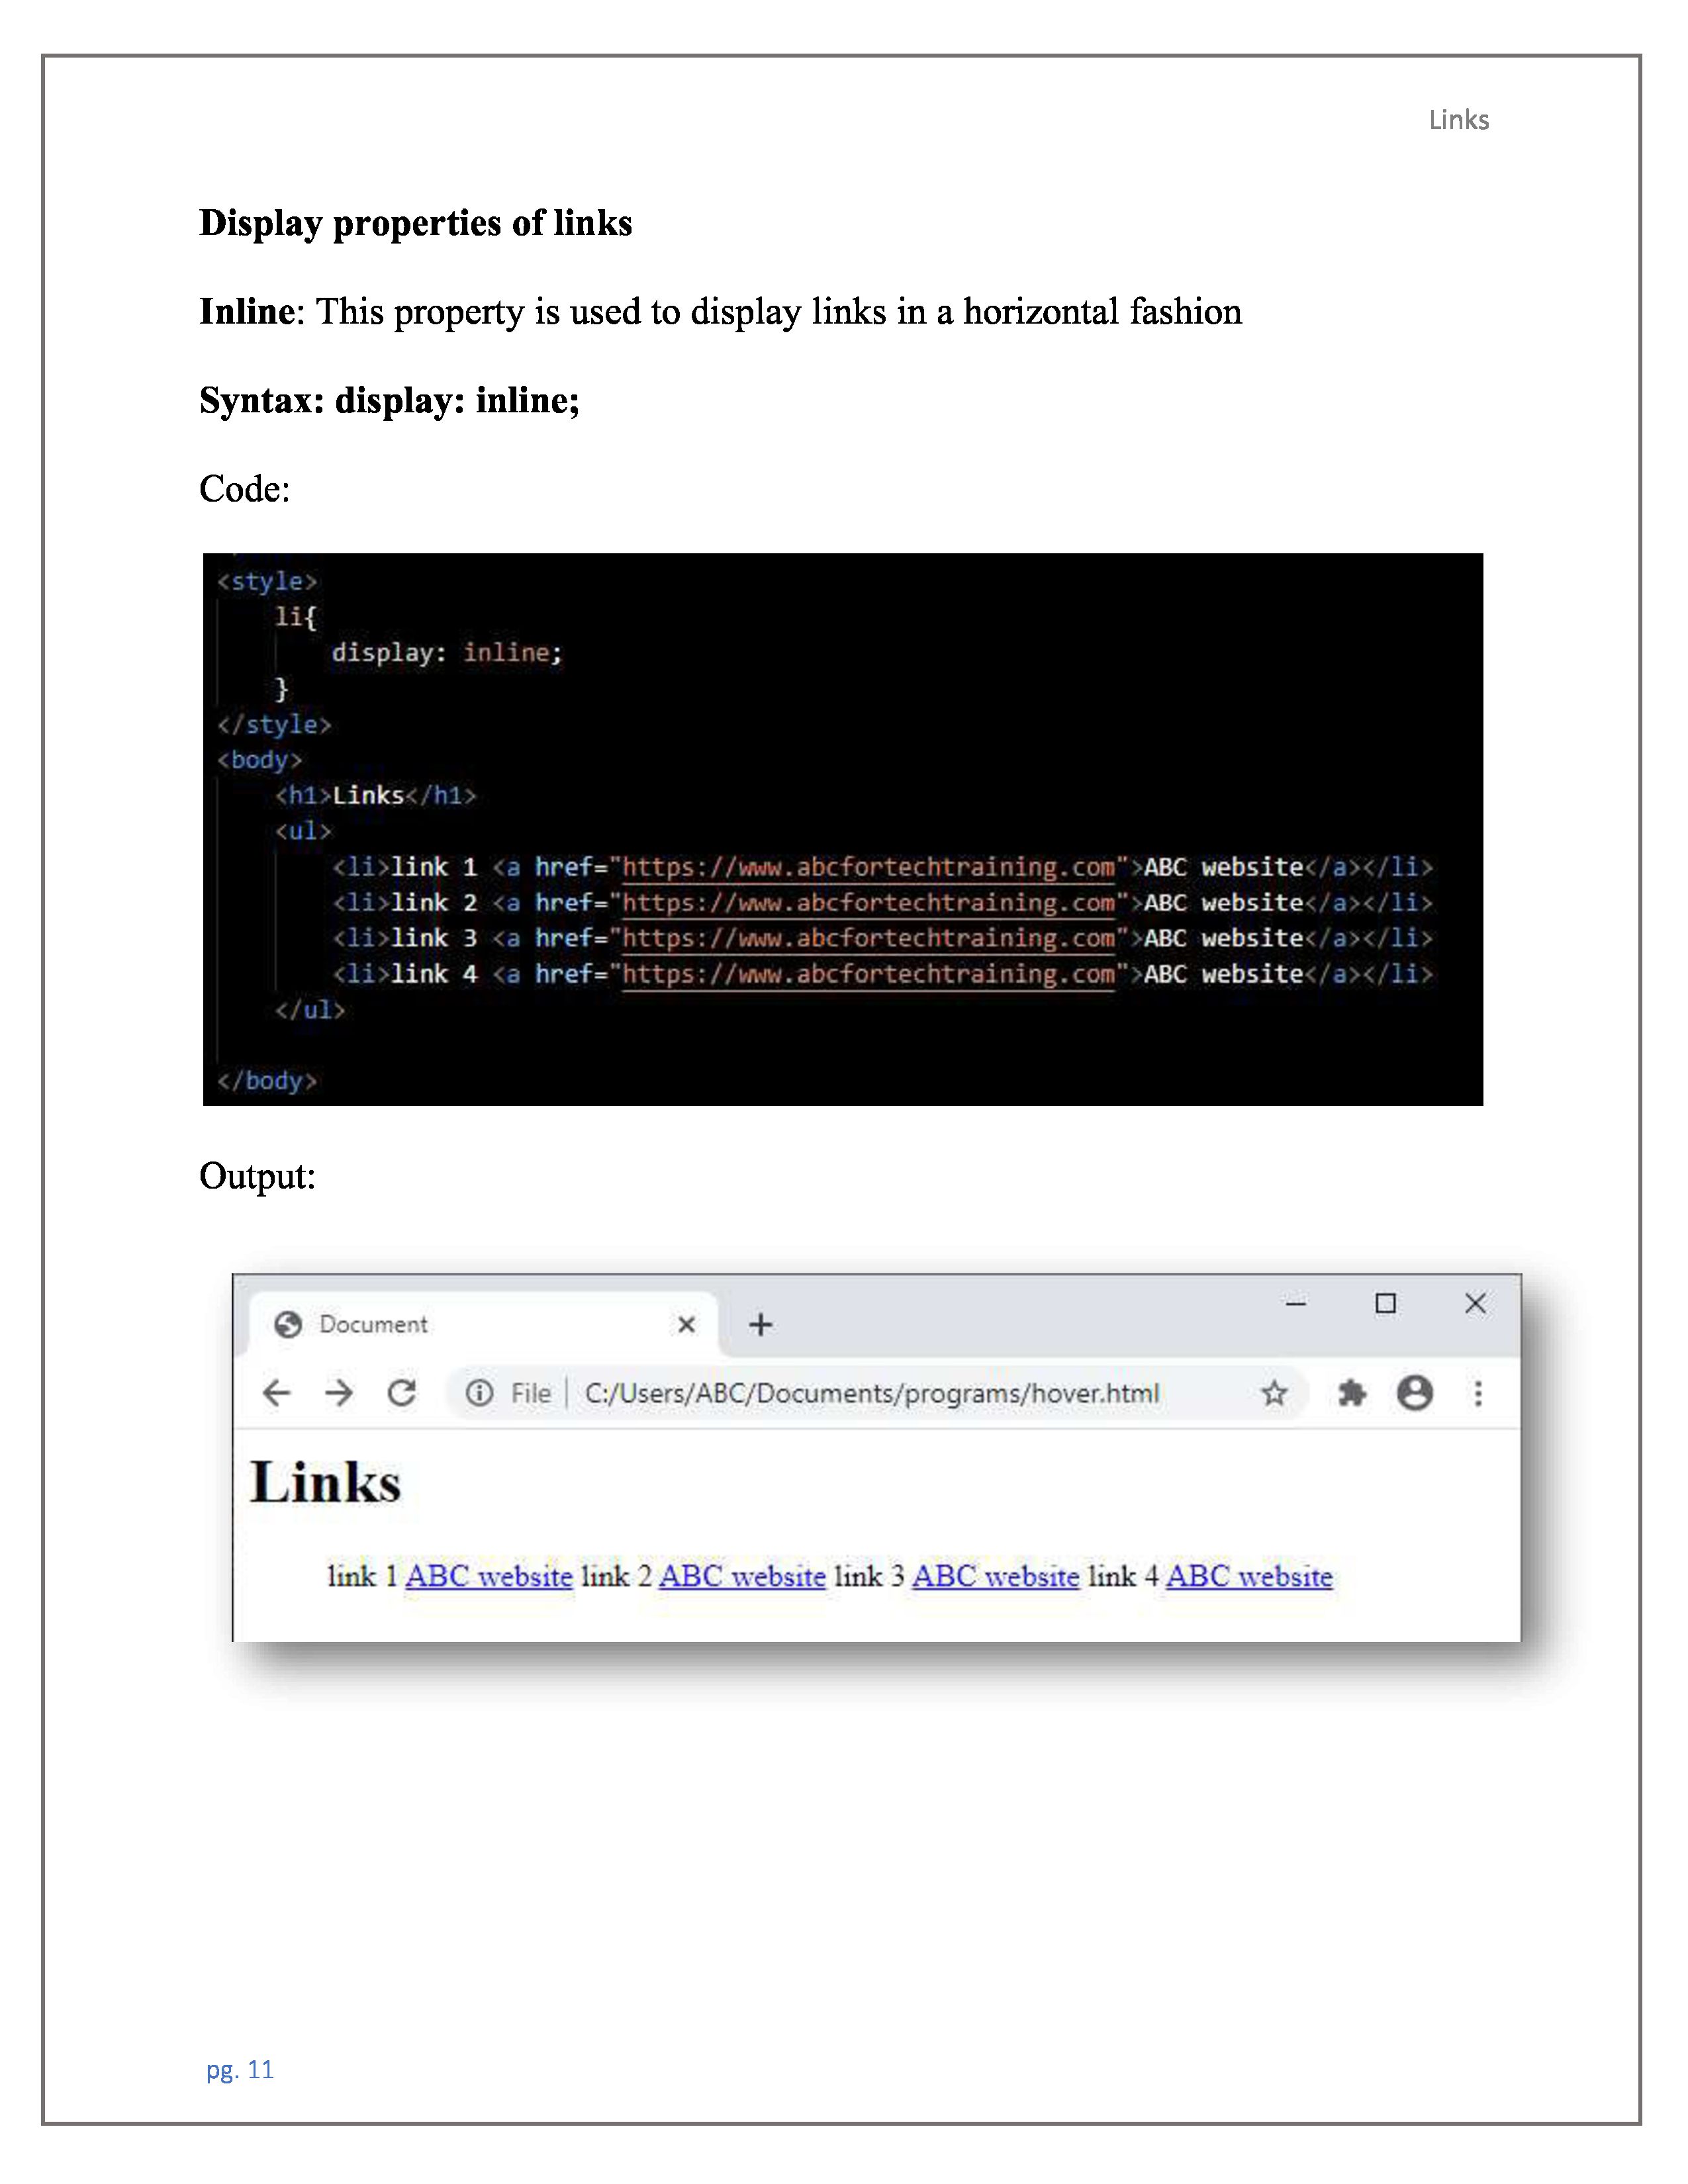 Links
Display properties of links
Inline: This property is used to display links in a horizontal fashion
Syntax: display: inline;
Code:
<style>
li{
display: inline;
}
</style>
<body>
<h1>Links</h1>
<ul>
<li>link 1 <a href="https://www.abcfortechtraining.com">ABC website</a></li>
<li>link 2 <a href="https://www.abcfortechtraining.com">ABC website</a></li>
<li>link 3 <a href="https://www.abcfortechtraining.com">ABC website</a></li>
<li>link 4 <a href="https://www.abcfortechtraining.com">ABC website</a></li>
</ul>
</body>
Output:
Document
File | C:/Users/ABC/Documents/programs/hover.html
Links
link 1 ABC website link 2 ABC website link 3 ABC website link 4 ABC website
pg. 11